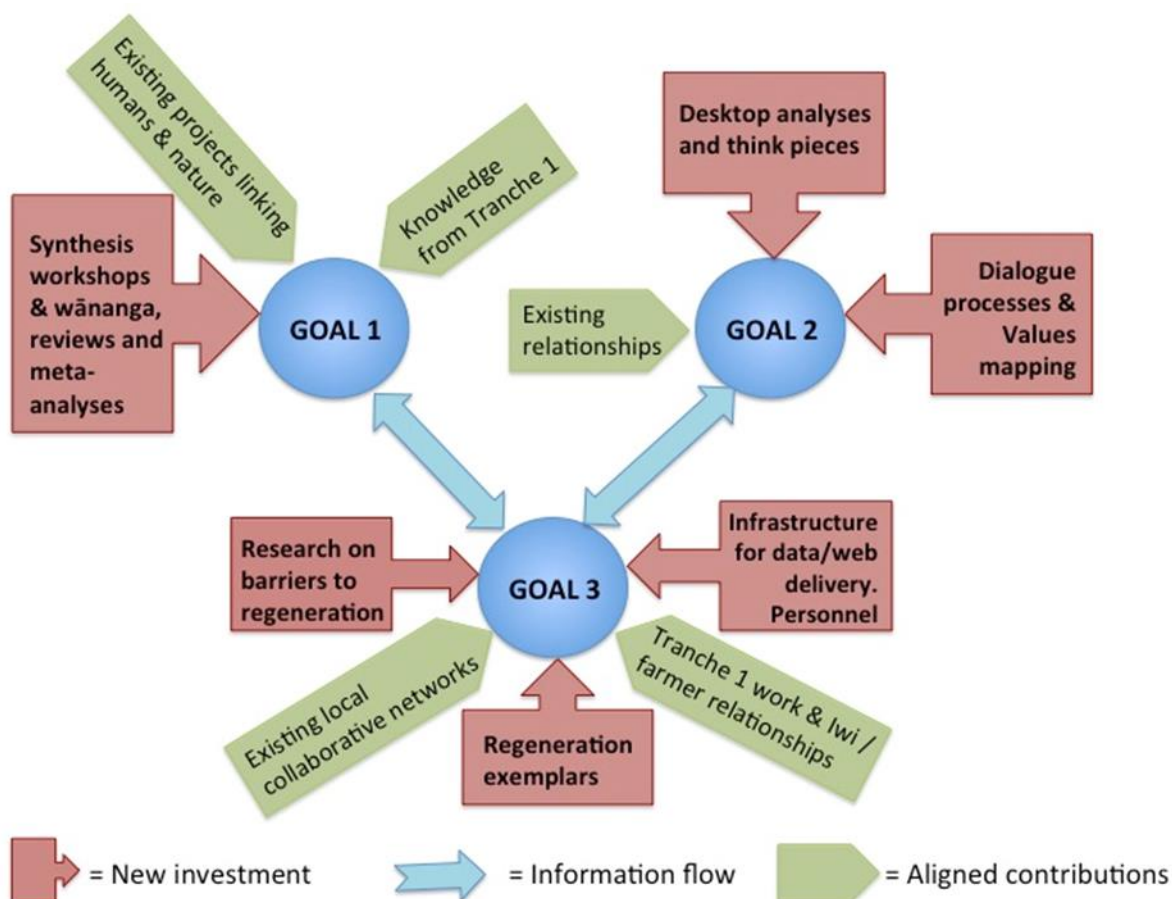 Existing projects linking
humans & nature
Knowledge
from Tranche 1
Synthesis
workshops
& wānanga,
reviews and
meta-
analyses
GOAL 1
Desktop analyses
and think pieces
Existing
relationships
GOAL 2
Dialogue
processes &
Values
mapping
Research on
barriers to
regeneration
GOAL 3
Infrastructure
for data/web
delivery.
Personnel
Existing local
collaborative networks
Regeneration
exemplars
Tranche 1 work & Iwi /
farmer relationships
= New investment
= Information flow
= Aligned contributions